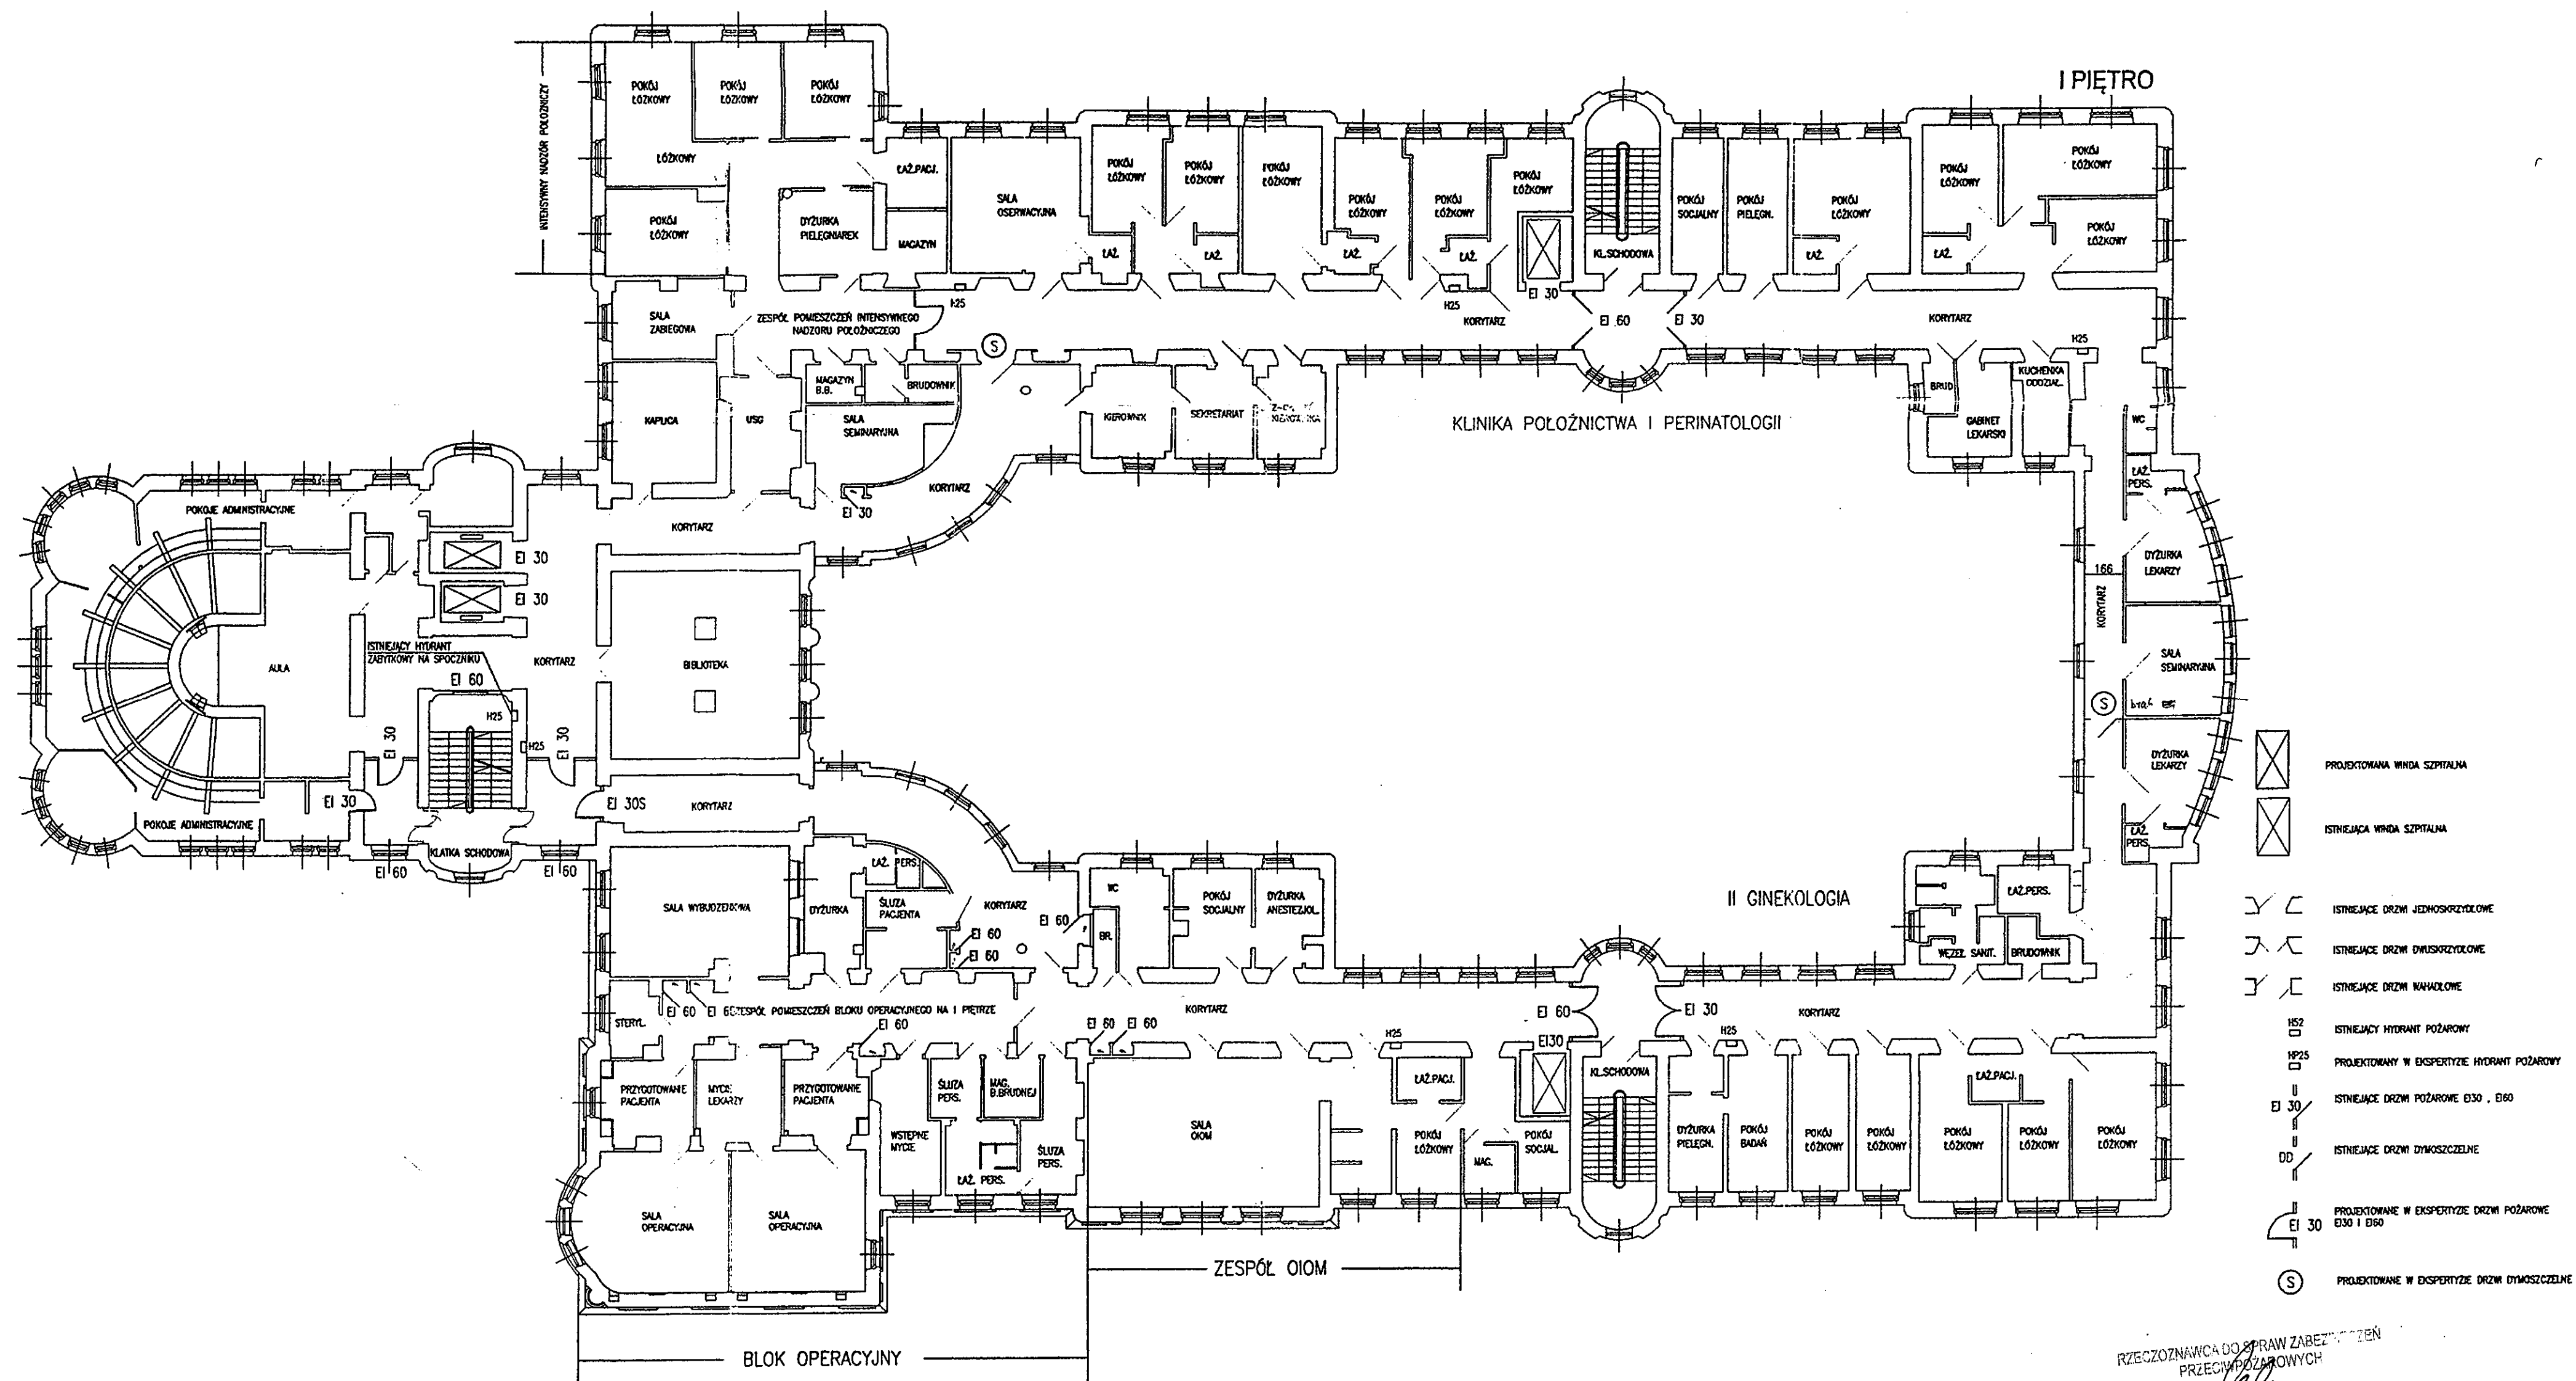 I PIĘTRO
INTENSYWNY NADZÓR POŁOŻNICZY
POKÓJ
ŁÓŻKOWY
POKÓJ
ŁÓŻKOWY
POKÓJ
ŁÓŻKOWY
ŁÓŻKOWY
POKÓJ
ŁÓŻKOWY
DYŻURKA
PIELĘGNIAREK
ŁAŹ.PACJ.
MAGAZYN
SALA
OSERWACYJNA
POKÓJ
ŁÓŻKOWY
ŁAŹ.
POKÓJ
ŁÓŻKOWY
ŁAŹ.
POKÓJ
ŁÓŻKOWY
POKÓJ
ŁÓŻKOWY
ŁAŹ.
POKÓJ
ŁÓŻKOWY
ŁAŹ.
POKÓJ
ŁÓŻKOWY
EI 30
KL.SCHODOWA
POKÓJ
SOCJALNY
POKÓJ
PIELĘGN.
POKÓJ
ŁÓŻKOWY
ŁAŹ.
POKÓJ
ŁÓŻKOWY
ŁAŹ.
POKÓJ
ŁÓŻKOWY
POKÓJ
ŁÓŻKOWY
SALA
ZABIEGOWA
ZESPÓŁ POMIESZCZEŃ INTENSYWNEGO
NADZORU POŁOŻNICZEGO
H25
S
H25
KORYTARZ
EI 60
EI 30
KORYTARZ
H25
MAGAZYN
B.B.
BRUDOWNIK
KAPLICA
USG
SALA
SEMINARYJNA
KIEROWNIK
SEKRETARIAT
KLINIKA POŁOŹNICTWA I PERINATOLOGII
BRUD
GABINET
LEKARSKI
KUCHENKA
ODDZIAŁ.
WC
ŁAŹ.
PERS.
KORYTARZ
EI 30
KORYTARZ
POKOJE ADMINISTRACYJNE
EI 30
EI 30
AULA
ISTNIEJĄCY HYDRANT
ZABYTKOWY NA SPOCZNIKU
EI 60
H25
H25
KORYTARZ
BIBLIOTEKA
EI 30
EI 30
EI 30
POKOJE ADMINISTRACYJNE
KLATKA SCHODOWA
EI 60
EI 60
EI 30S
KORYTARZ
166
KORYTARZ
DYŻURKA
LEKARZY
SALA
SEMINARYJNA
S
DYŻURKA
LEKARZY
ŁAŹ.
PERS.
SALA WYBUDZENIOWA
DYŻURKA
ŁAŹ. PERS.
ŚLUZA
PACJENTA
KORYTARZ
EI 60
EI 60
EI 60
WC
BR.
POKÓJ
SOCJALNY
DYŻURKA
ANESTEZJOL.
II GINEKOLOGIA
ŁAŹ.PERS.
WĘZEŁ SANIT.
BRUDOWNIK
STERYL.
EI 60
EI 60
ZESPÓŁ POMIESZCZEŃ BLOKU OPERACYJNEGO NA I PIĘTRZE
EI 60
EI 60
EI 60
KORYTARZ
H25
EI 60
EI30
EI 30
H25
KORYTARZ
PRZYGOTOWANIE
PACJENTA
MYCIE
LEKARZY
PRZYGOTOWANIE
PACJENTA
ŚLUZA
PERS.
MAG.
B.BRUDNEJ
WSTĘPNE
MYCIE
ŁAŹ. PERS.
ŚLUZA
PERS.
SALA
OPERACYJNA
SALA
OPERACYJNA
SALA
OIOM
ŁAŹ.PACJ.
POKÓJ
ŁÓŻKOWY
MAG.
POKÓJ
SOCJAL.
KL.SCHODOWA
DYŻURKA
PIELĘGN.
POKÓJ
BADAŃ
POKÓJ
ŁÓŻKOWY
POKÓJ
ŁÓŻKOWY
ŁAŹ.PACJ.
POKÓJ
ŁÓŻKOWY
POKÓJ
ŁÓŻKOWY
POKÓJ
ŁÓŻKOWY
ZESPÓŁ OIOM
BLOK OPERACYJNY
PROJEKTOWANA WINDA SZPITALNA
ISTNIEJĄCA WINDA SZPITALNA
ISTNIEJĄCE DRZWI JEDNOSKRZYDŁOWE
ISTNIEJĄCE DRZWI DWUSKRZYDŁOWE
ISTNIEJĄCE DRZWI WAHADŁOWE
H52
ISTNIEJĄCY HYDRANT POŻAROWY
HP25
PROJEKTOWANY W EKSPERTYZIE HYDRANT POŻAROWY
EI 30
ISTNIEJĄCE DRZWI POŻAROWE EI30 , EI60
DD
ISTNIEJĄCE DRZWI DYMOSZCZELNE
EI 30
PROJEKTOWANE W EKSPERTYZIE DRZWI POŻAROWE
EI30 I EI60
S
PROJEKTOWANE W EKSPERTYZIE DRZWI DYMOSZCZELNE
RZECZOZNAWCA DO SPRAW
PRZECIWPOŻAROWYCH